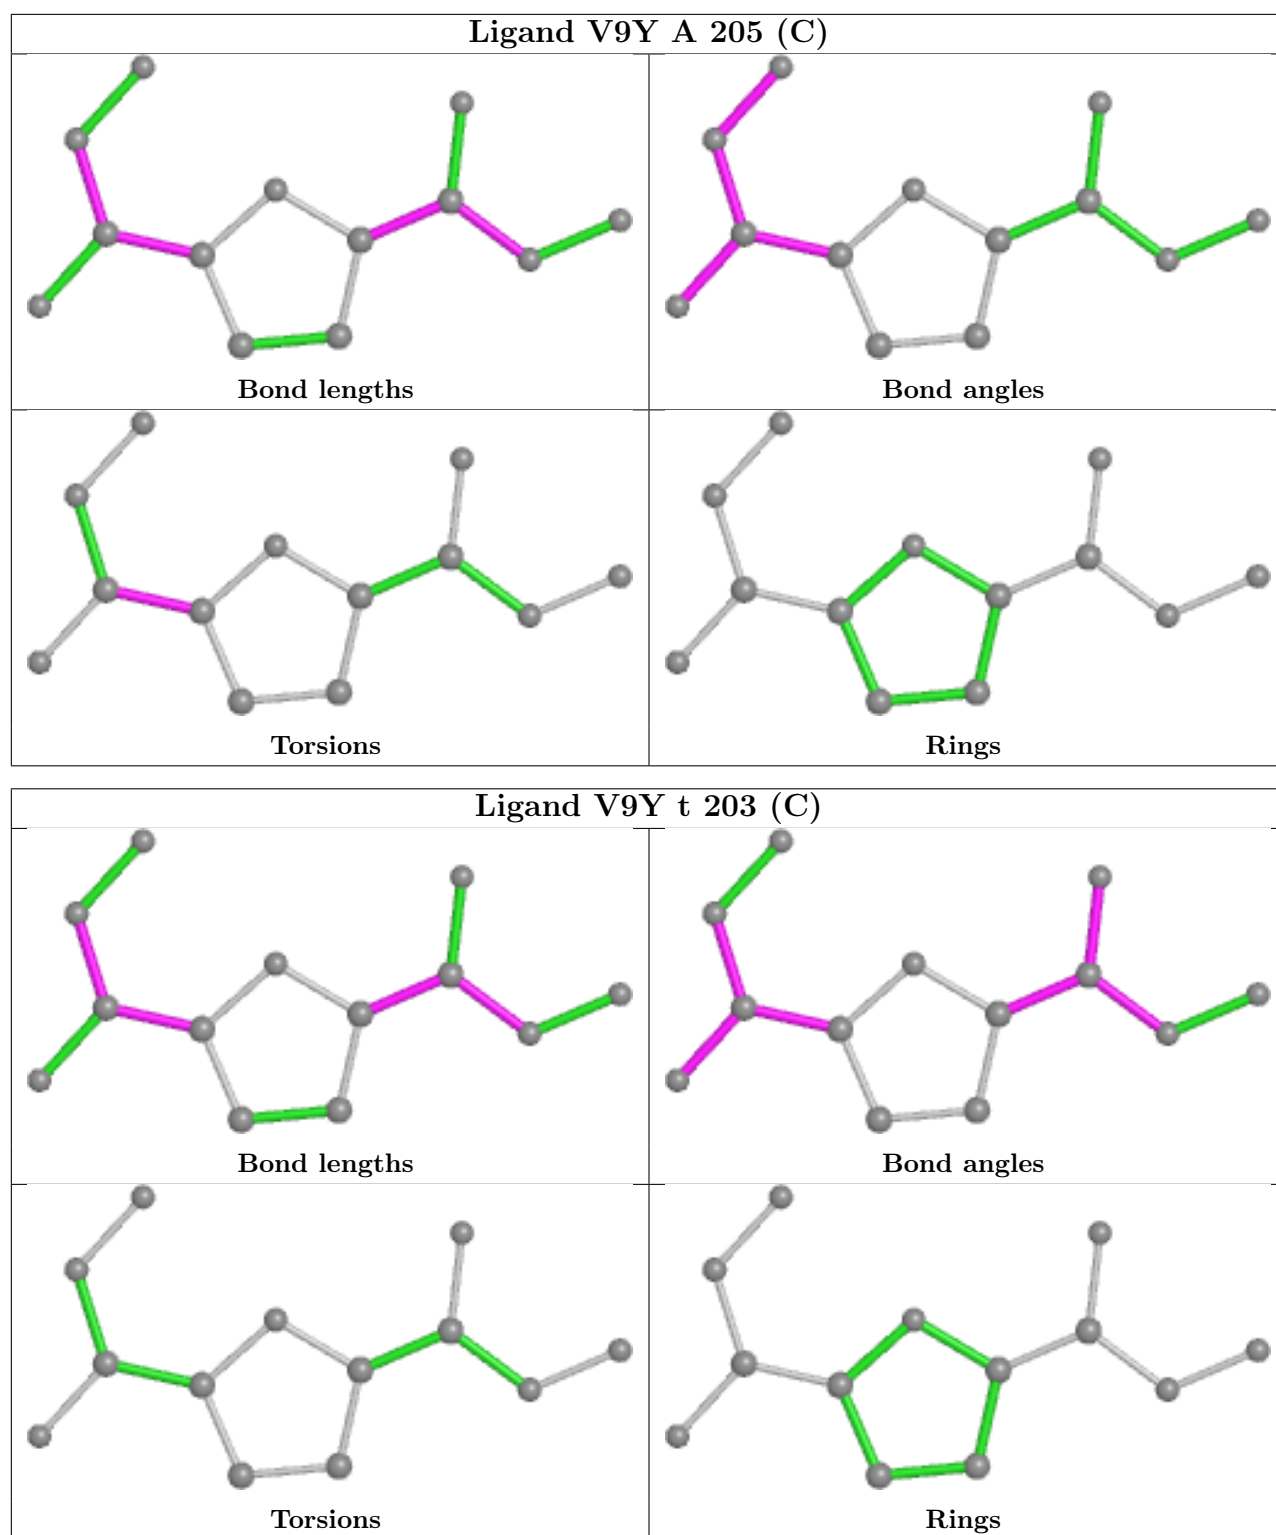 Ligand V9Y A 205 (C)
Bond lengths
Bond angles
Torsions
Rings
Ligand V9Y t 203 (C)
Bond lengths
Bond angles
Torsions
Rings